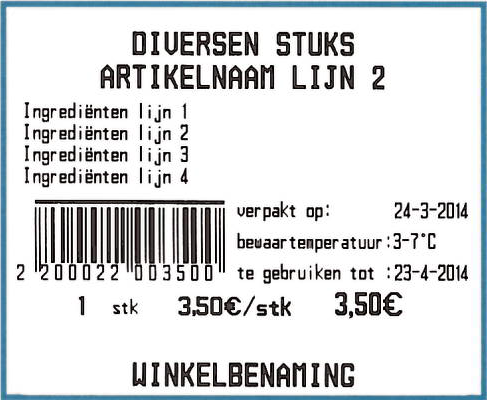 DIVERSEN STUKS
ARTIKELNAAM LIJN 2
Ingrediënten lijn 1
Ingrediënten lijn 2
Ingrediënten lijn 3
Ingrediënten lijn 4
verpakt op: 24-3-2014
bewaartemperatuur:3-7°C
2 200022 003500 te gebruiken tot :23-4-2014
1 stk 3.50€/stk 3,50€
WINKELBENAMING